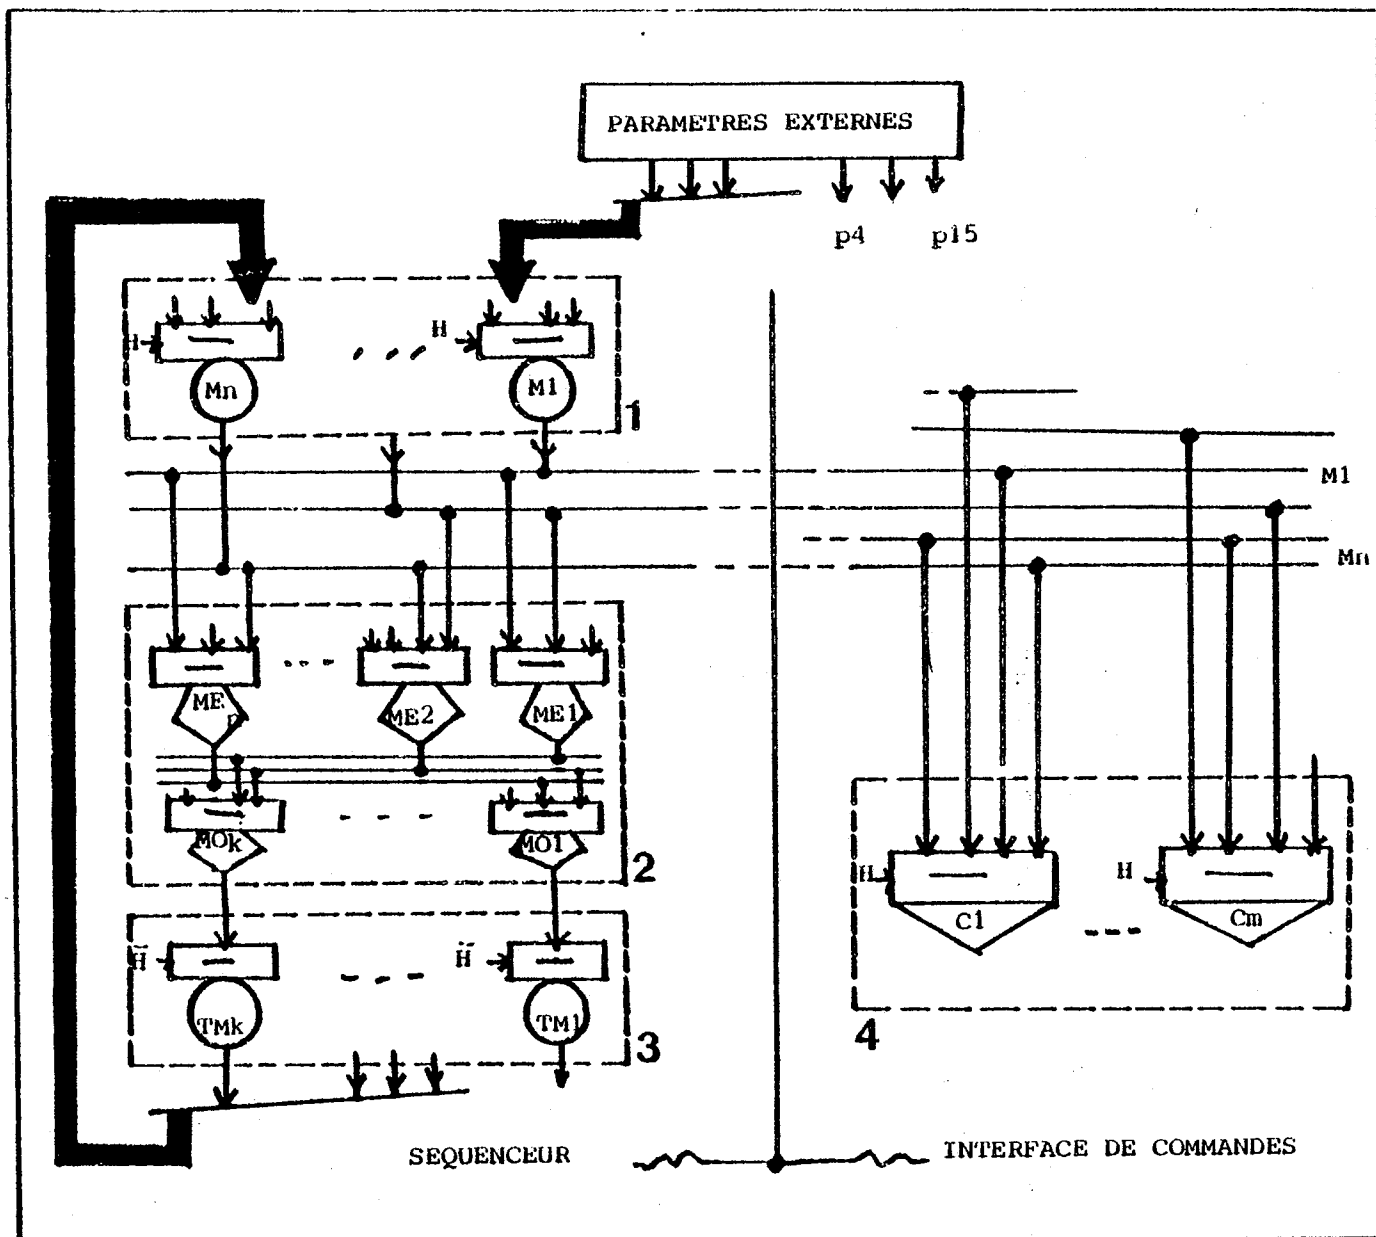 PARAMETRES EXTERNES
p4 p15
H H
Mn M1
1
M1
Mn
ME n ME2 ME1
MOk MO1
2
H H
C1 Cm
H̃ H̃
TMk TM1
3
4
SEQUENCEUR
INTERFACE DE COMMANDES